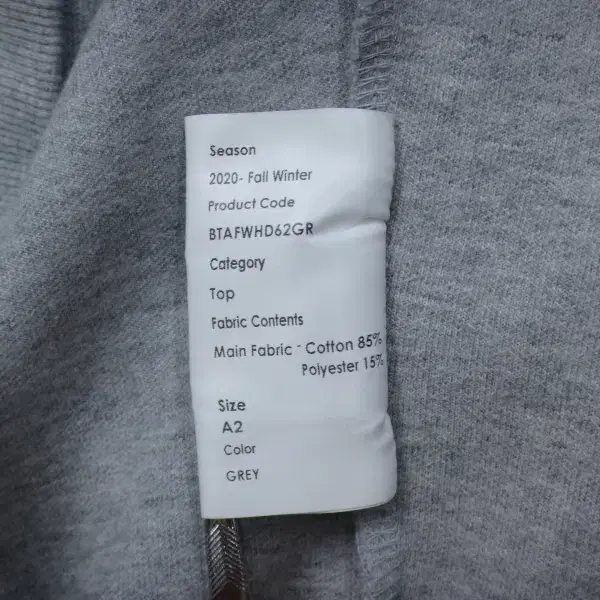 Season
2020- Fall Winter
Product Code
BTAFWHD62GR
Category
Top
Fabric Contents
Main Fabric - Cotton 85%
Polyester 15%
Size
A2
Color
GREY